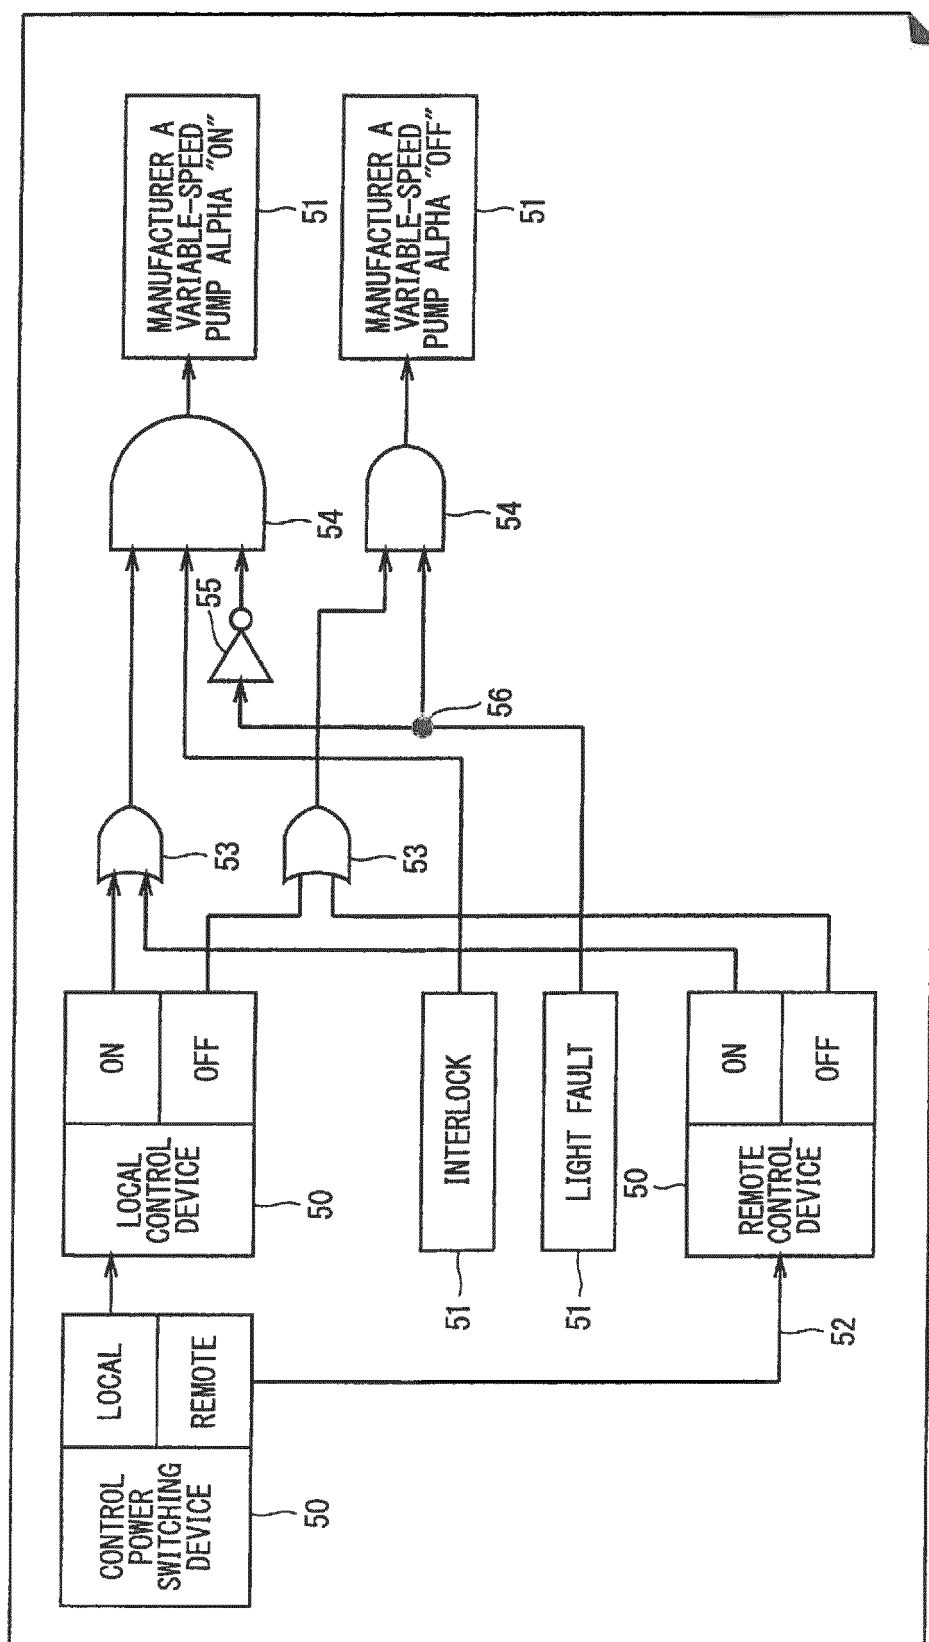 CONTROL
POWER
SWITCHING
DEVICE
LOCAL
REMOTE
50
LOCAL
CONTROL
DEVICE
ON
OFF
50
INTERLOCK
51
LIGHT FAULT
51
REMOTE
CONTROL
DEVICE
ON
OFF
50
52
53
53
55
56
54
54
MANUFACTURER A
VARIABLE-SPEED
PUMP ALPHA "ON"
51
MANUFACTURER A
VARIABLE-SPEED
PUMP ALPHA "OFF"
51